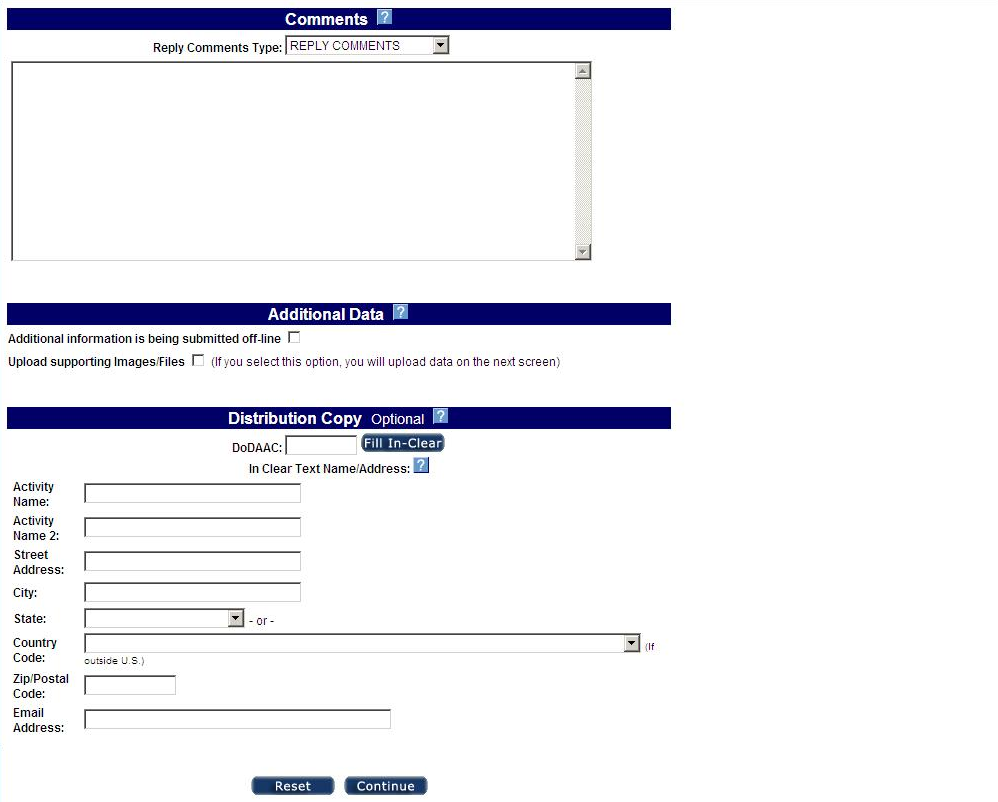 Comments ?
Reply Comments Type: REPLY COMMENTS
Additional Data ?
Additional information is being submitted off-line
Upload supporting Images/Files (If you select this option, you will upload data on the next screen)
Distribution Copy Optional ?
DoDAAC: Fill In-Clear
In Clear Text Name/Address: ?
Activity
Name:
Activity
Name 2:
Street
Address:
City:
State: - or -
Country
Code: (If
outside U.S.)
Zip/Postal
Code:
Email
Address:
Reset Continue